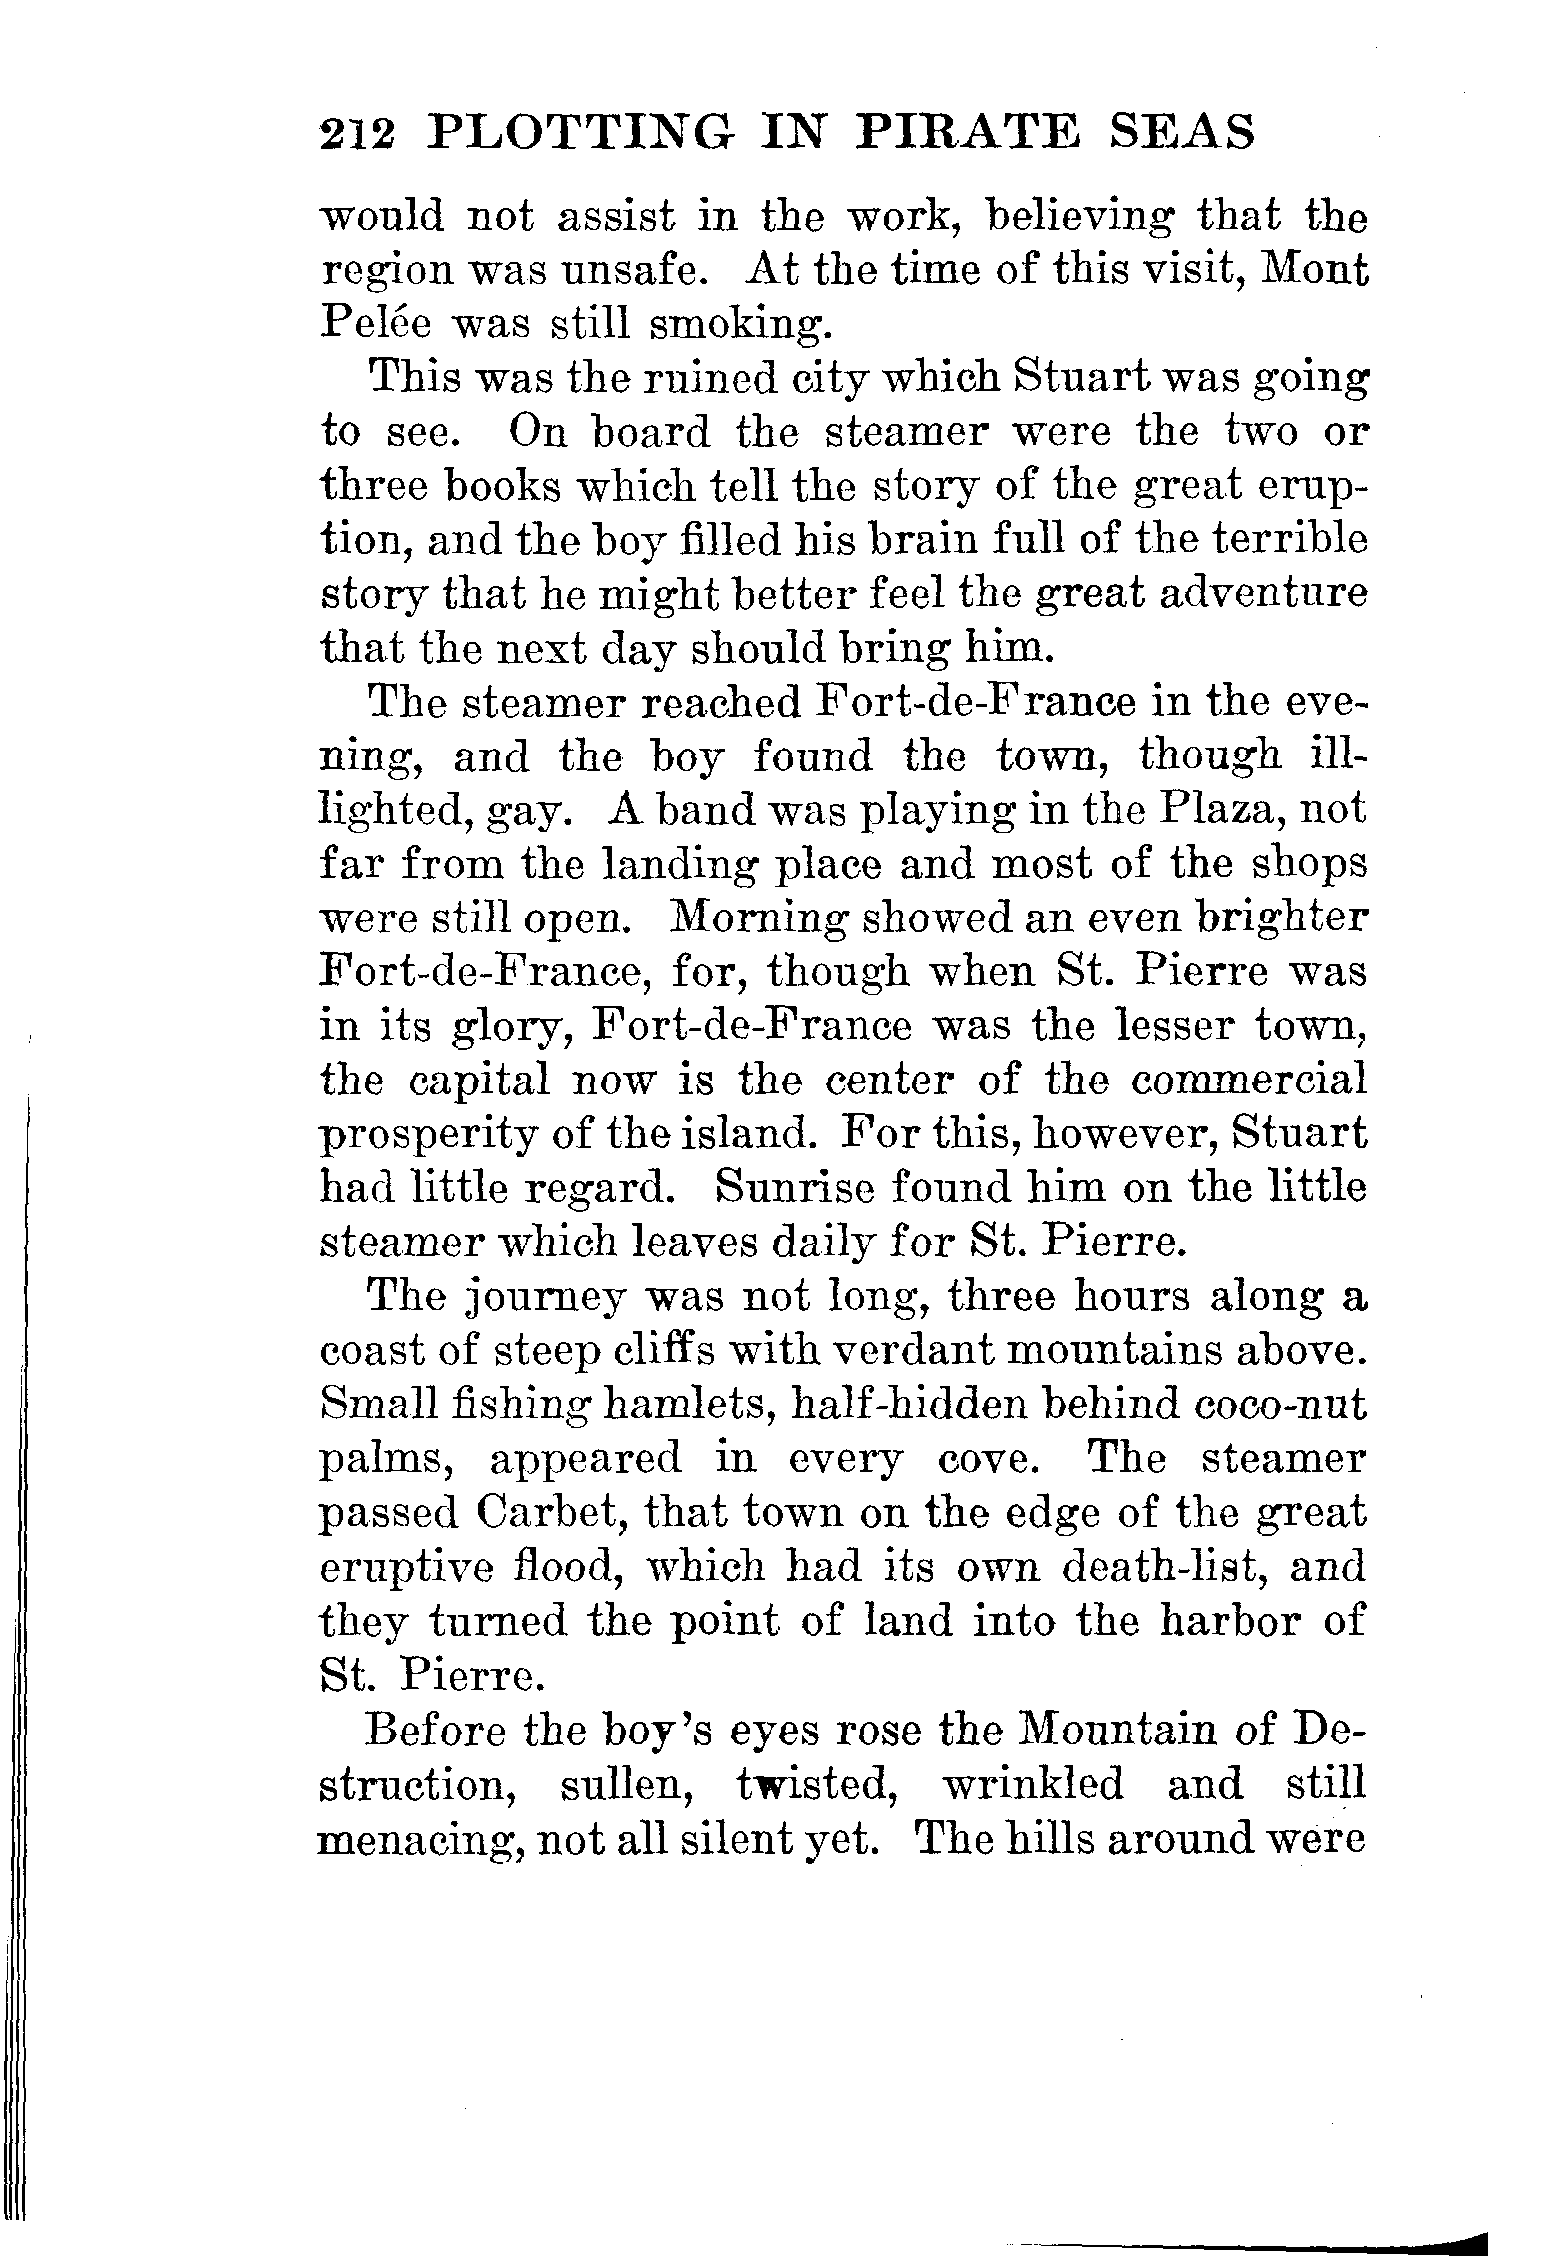 212 PLOTTING IN PIRATE SEAS
would not assist in the work, believing that the
region was unsafe. At the time of this visit, Mont
Pelée was still smoking.
This was the ruined city which Stuart was going
to see. On board the steamer were the two or
three books which tell the story of the great erup-
tion, and the boy filled his brain full of the terrible
story that he might better feel the great adventure
that the next day should bring him.
The steamer reached Fort-de-France in the eve-
ning, and the boy found the town, though ill-
lighted, gay. A band was playing in the Plaza, not
far from the landing place and most of the shops
were still open. Morning showed an even brighter
Fort-de-France, for, though when St. Pierre was
in its glory, Fort-de-France was the lesser town,
the capital now is the center of the commercial
prosperity of the island. For this, however, Stuart
had little regard. Sunrise found him on the little
steamer which leaves daily for St. Pierre.
The journey was not long, three hours along a
coast of steep cliffs with verdant mountains above.
Small fishing hamlets, half-hidden behind coco-nut
palms, appeared in every cove. The steamer
passed Carbet, that town on the edge of the great
eruptive flood, which had its own death-list, and
they turned the point of land into the harbor of
St. Pierre.
Before the boy's eyes rose the Mountain of De-
struction, sullen, twisted, wrinkled and still
menacing, not all silent yet. The hills around were